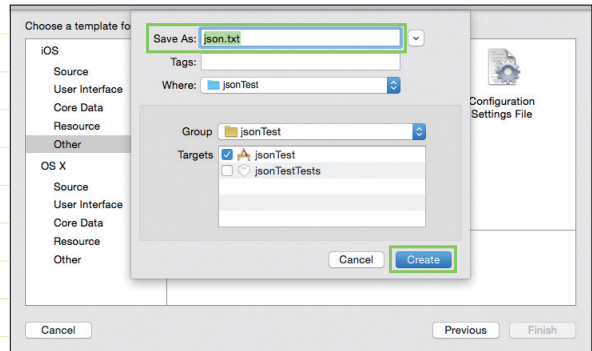 Choose a template fo
iOS
Source
User Interface
Core Data
Resource
Other
OS X
Source
User Interface
Core Data
Resource
Other
Save As: json.txt
Tags:
Where: jsonTest
Group jsonTest
Targets jsonTest
jsonTestTests
Cancel Create
Configuration
Settings File
Cancel Previous Finish